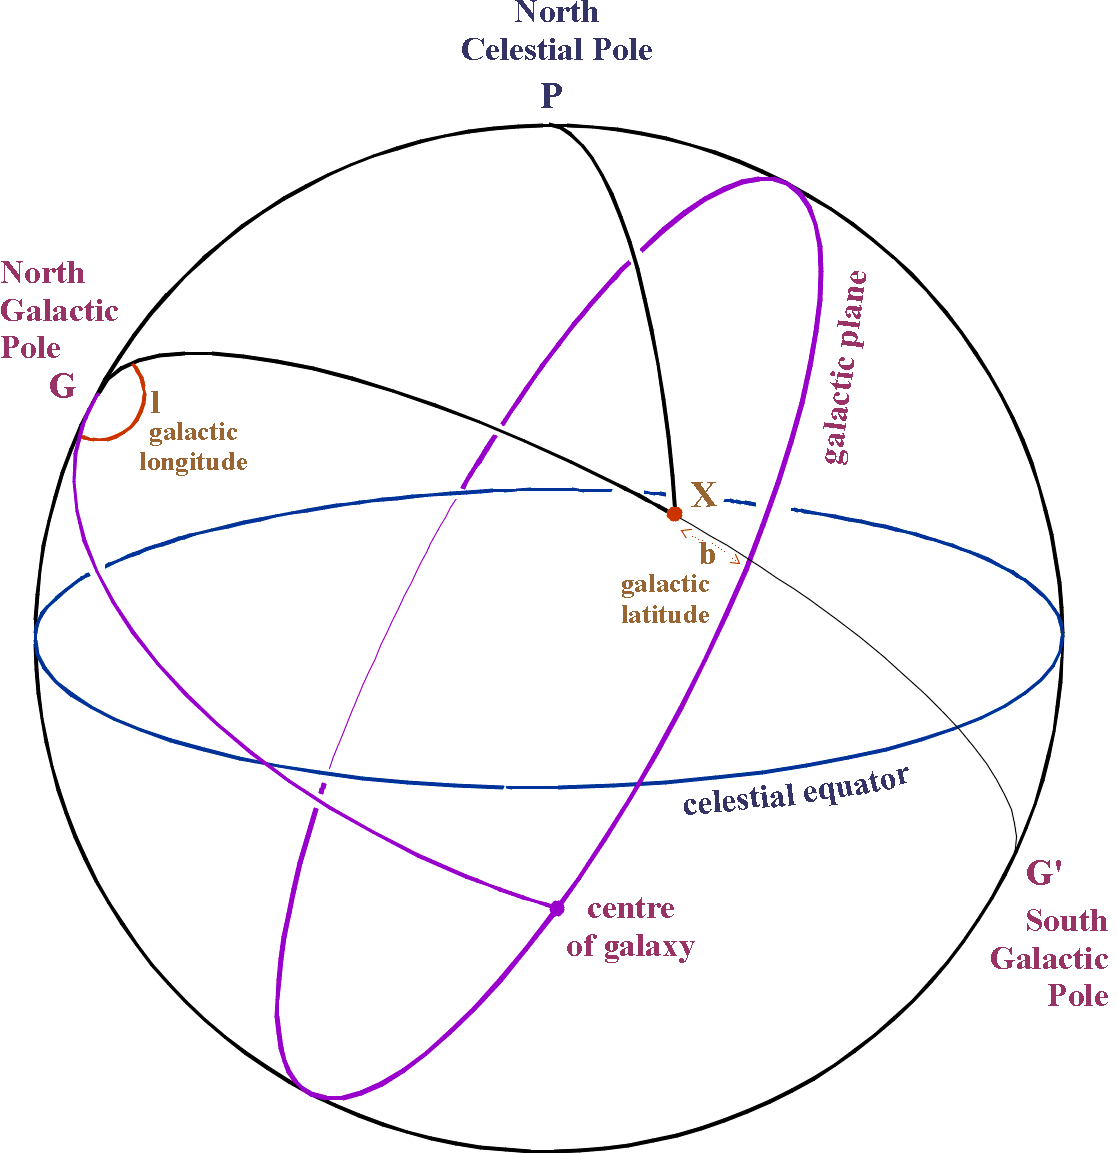 North
Celestial Pole
P
North
Galactic
Pole
G
l
galactic
longitude
galactic plane
X
b
galactic
latitude
celestial equator
centre
of galaxy
G'
South
Galactic
Pole